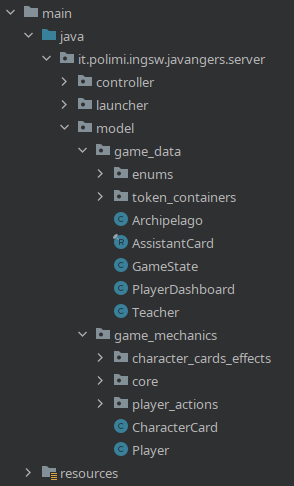 main
java
it.polimi.ingsw.javangers.server
controller
launcher
model
game_data
enums
token_containers
C Archipelago
R AssistantCard
C GameState
C PlayerDashboard
C Teacher
game_mechanics
character_cards_effects
core
player_actions
C CharacterCard
C Player
resources